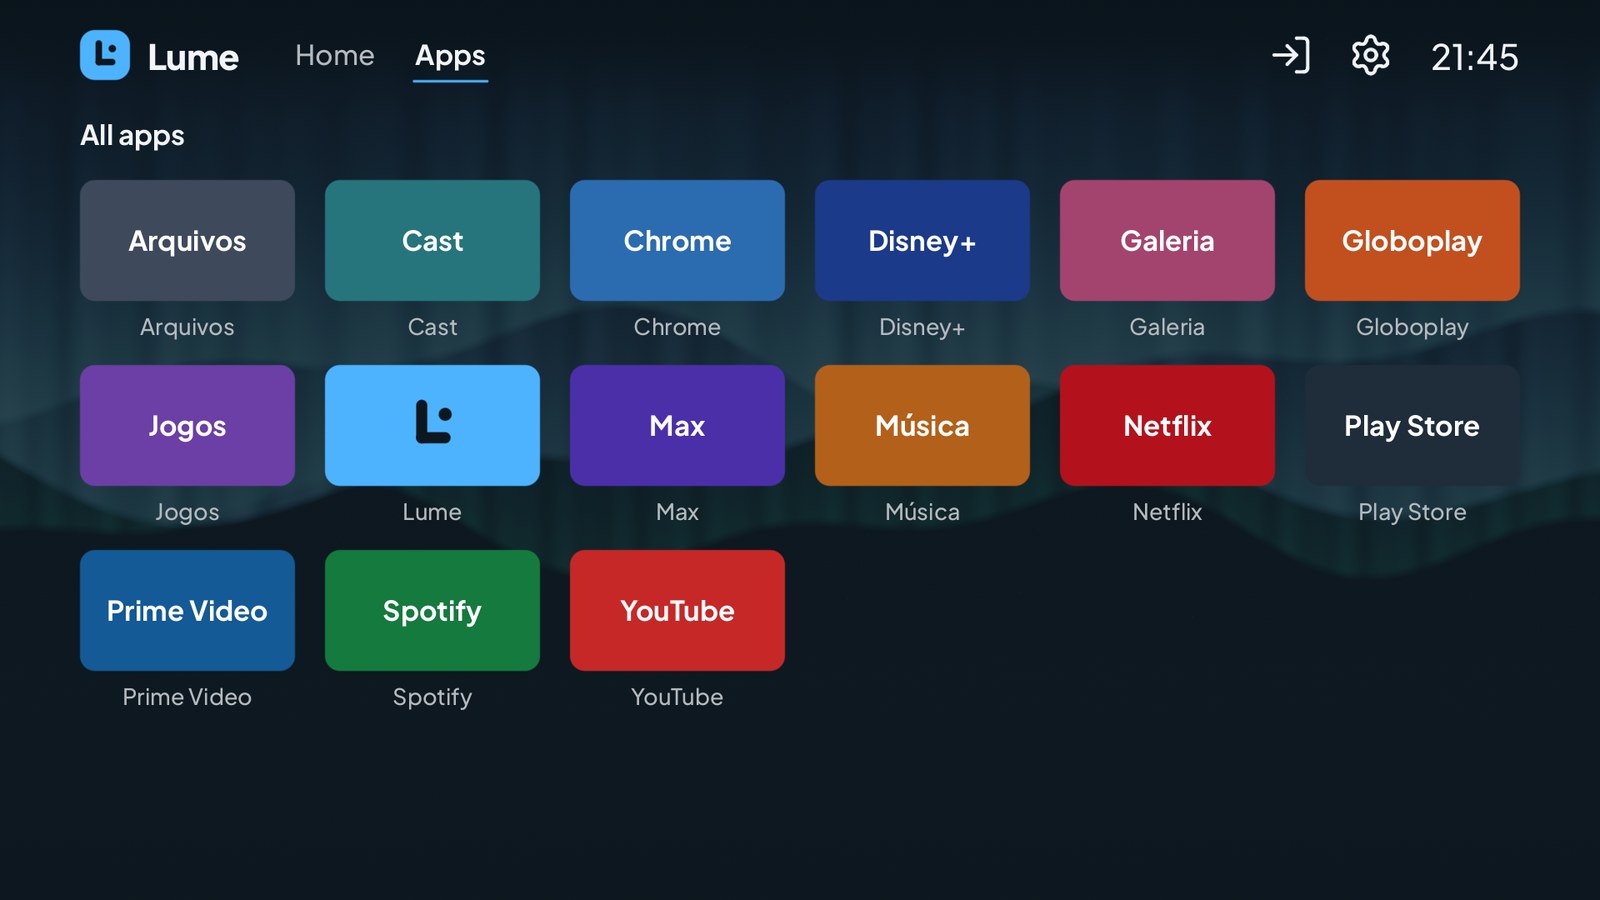 Lume Home Apps 21:45
All apps
Arquivos Cast Chrome Disney+ Galeria Globoplay
Arquivos Cast Chrome Disney+ Galeria Globoplay
Jogos Max Música Netflix Play Store
Jogos Lume Max Música Netflix Play Store
Prime Video Spotify YouTube
Prime Video Spotify YouTube